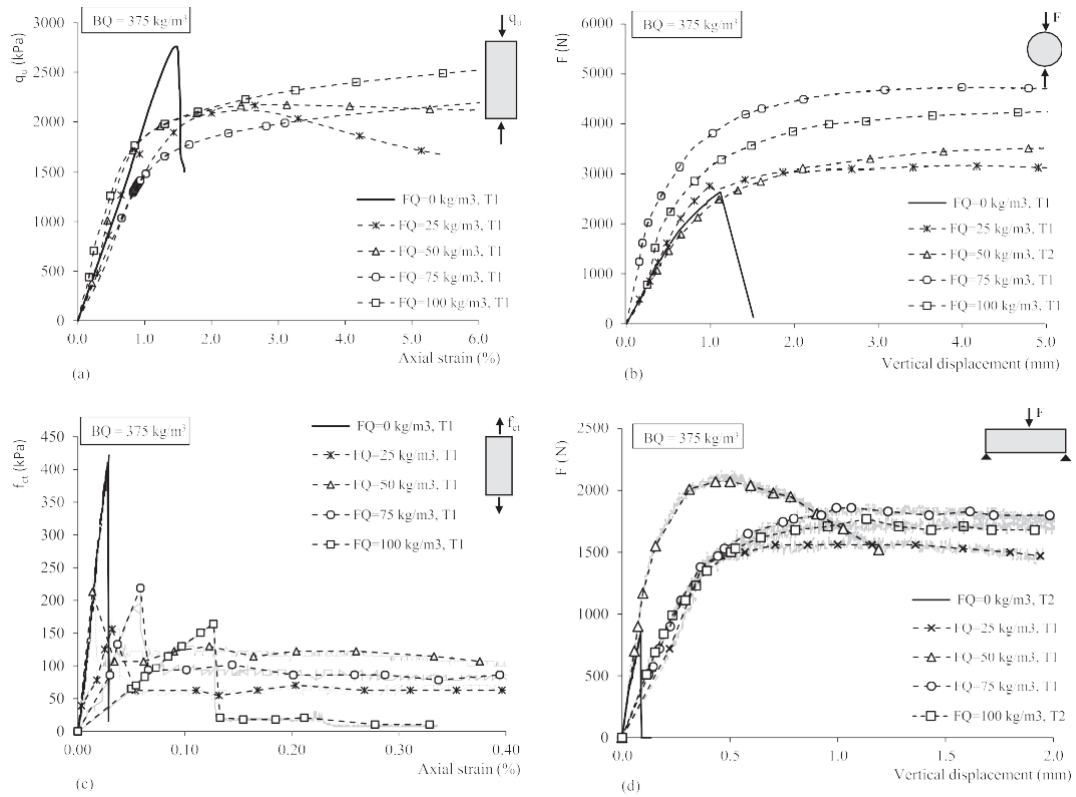 BQ = 375 kg/m³
qᵤ
qᵤ (kPa)
3000
2500
2000
1500
1000
500
0
FQ=0 kg/m3, T1
FQ=25 kg/m3, T1
FQ=50 kg/m3, T1
FQ=75 kg/m3, T1
FQ=100 kg/m3, T1
0.0 1.0 2.0 3.0 4.0 5.0 6.0
Axial strain (%)
(a)
BQ = 375 kg/m³
F
F (N)
6000
5000
4000
3000
2000
1000
0
FQ=0 kg/m3, T1
FQ=25 kg/m3, T1
FQ=50 kg/m3, T2
FQ=75 kg/m3, T1
FQ=100 kg/m3, T1
0.0 1.0 2.0 3.0 4.0 5.0
Vertical displacement (mm)
(b)
BQ = 375 kg/m³
f_ct
f_ct (kPa)
450
400
350
300
250
200
150
100
50
0
FQ=0 kg/m3, T1
FQ=25 kg/m3, T1
FQ=50 kg/m3, T1
FQ=75 kg/m3, T1
FQ=100 kg/m3, T1
0.00 0.10 0.20 0.30 0.40
Axial strain (%)
(c)
BQ = 375 kg/m³
F
F (N)
2500
2000
1500
1000
500
0
FQ=0 kg/m3, T2
FQ=25 kg/m3, T1
FQ=50 kg/m3, T1
FQ=75 kg/m3, T1
FQ=100 kg/m3, T2
0.0 0.5 1.0 1.5 2.0
Vertical displacement (mm)
(d)